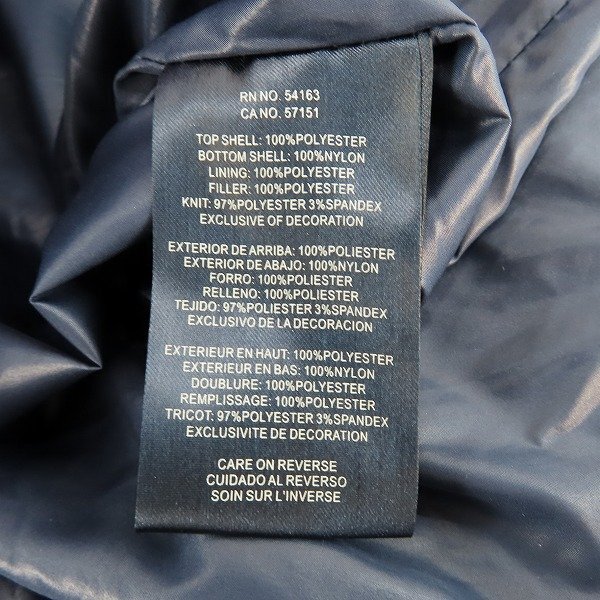 RN NO. 54163
CA NO. 57151
TOP SHELL: 100%POLYESTER
BOTTOM SHELL: 100%NYLON
LINING: 100%POLYESTER
FILLER: 100%POLYESTER
KNIT: 97%POLYESTER 3%SPANDEX
EXCLUSIVE OF DECORATION
EXTERIOR DE ARRIBA: 100%POLIESTER
EXTERIOR DE ABAJO: 100%NYLON
FORRO: 100%POLIESTER
RELLENO: 100%POLIESTER
TEJIDO: 97%POLIESTER 3%SPANDEX
EXCLUSIVO DE LA DECORACION
EXTERIEUR EN HAUT: 100%POLYESTER
EXTERIEUR EN BAS: 100%NYLON
DOUBLURE: 100%POLYESTER
REMPLISSAGE: 100%POLYESTER
TRICOT: 97%POLYESTER 3%SPANDEX
EXCLUSIVITE DE DECORATION
CARE ON REVERSE
CUIDADO AL REVERSO
SOIN SUR L'INVERSE